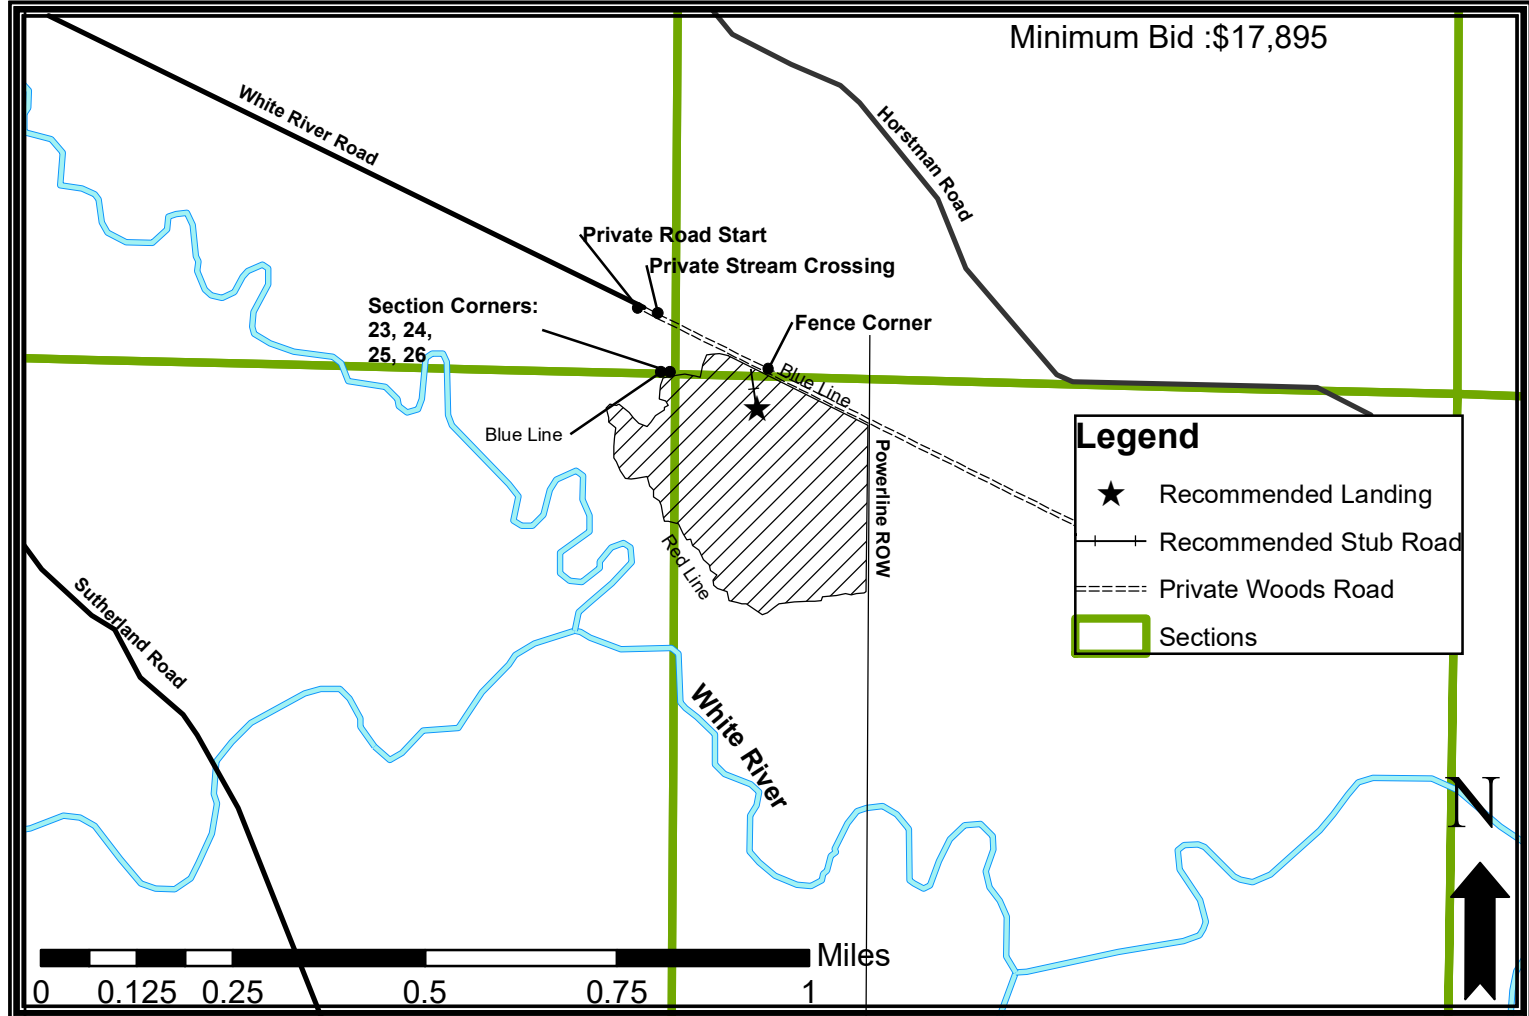 Minimum Bid :$17,895
White River Road
Horstman Road
Private Road Start
Private Stream Crossing
Section Corners:
23, 24,
25, 26
Fence Corner
Blue Line
Blue Line
Powerline ROW
Red Line
Sutherland Road
White River
Legend
Recommended Landing
Recommended Stub Road
Private Woods Road
Sections
N
Miles
0 0.125 0.25 0.5 0.75 1